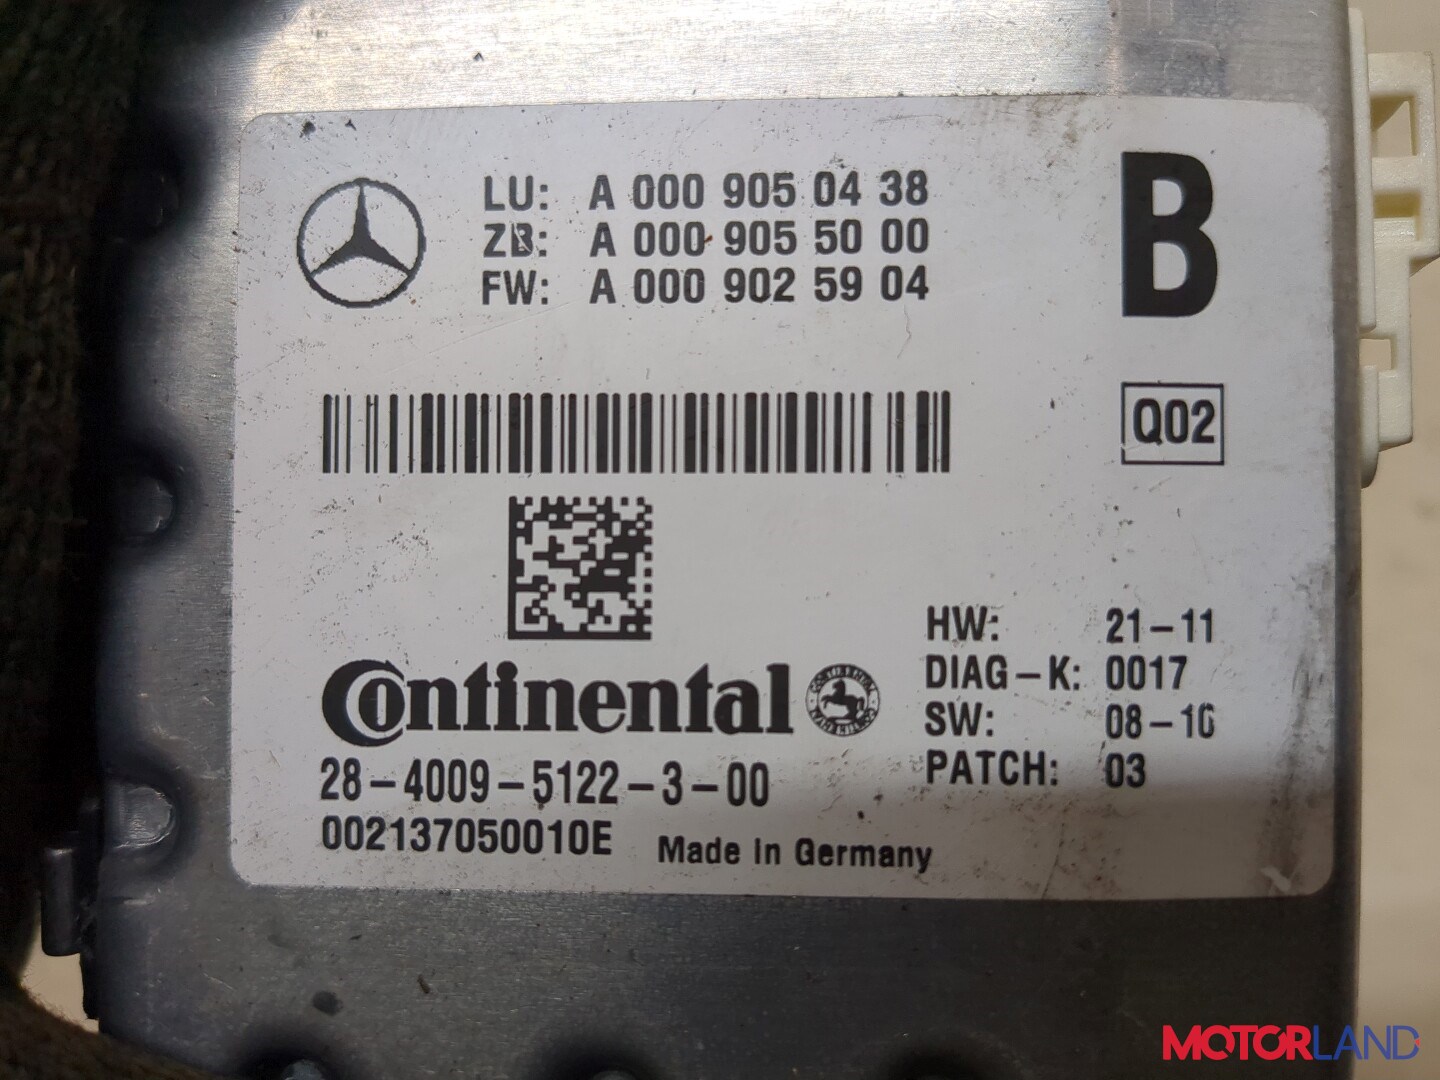 LU: A 000 905 04 38
ZB: A 000 905 50 00
FW: A 000 902 59 04
B
Q02
HW: 21-11
DIAG-K: 0017
SW: 08-10
PATCH: 03
Continental
28-4009-5122-3-00
002137050010E Made in Germany
MOTORLAND